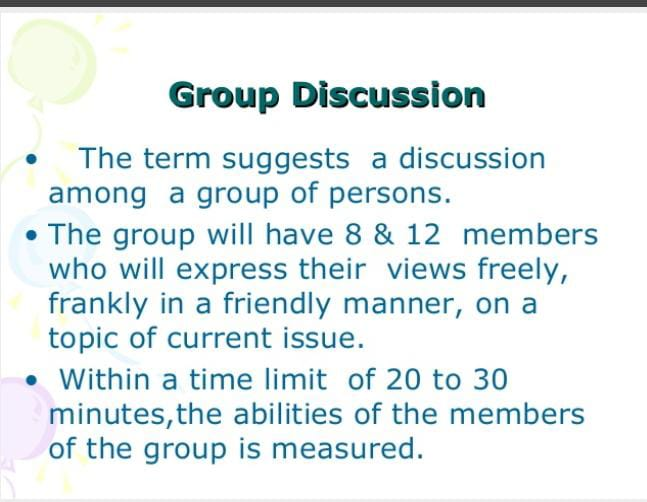 Group Discussion
• The term suggests a discussion
among a group of persons.
• The group will have 8 & 12 members
who will express their views freely,
frankly in a friendly manner, on a
topic of current issue.
• Within a time limit of 20 to 30
minutes,the abilities of the members
of the group is measured.